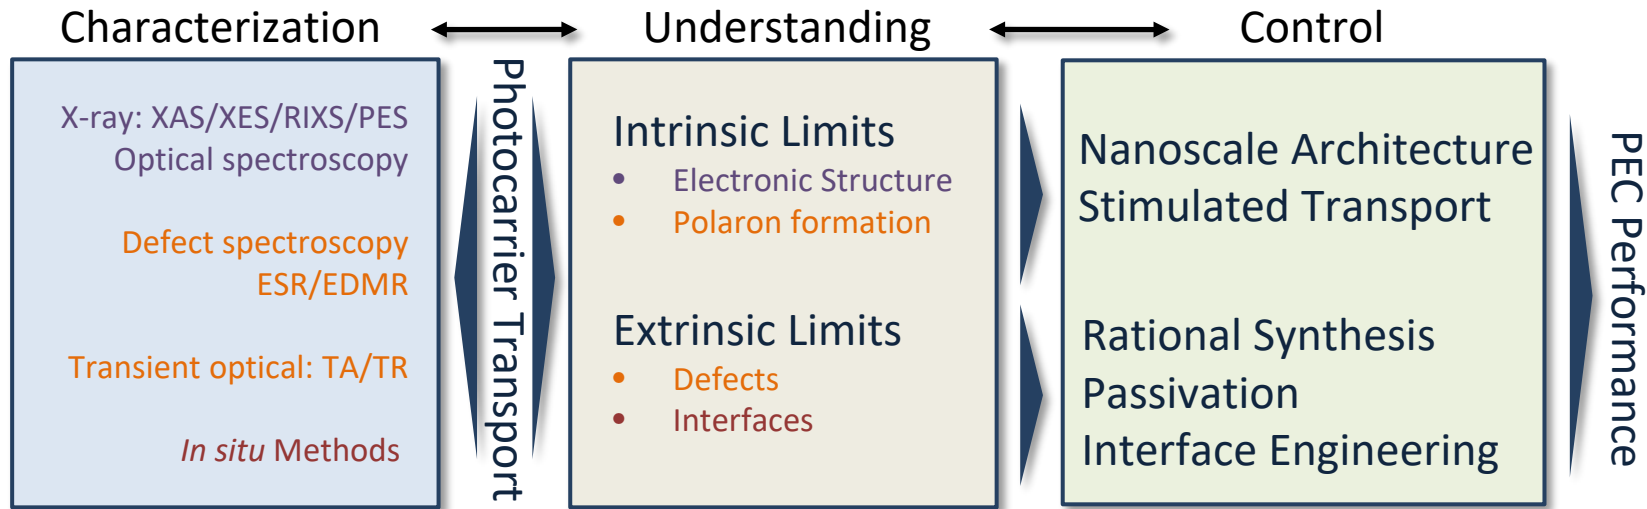 Characterization
Understanding
Control
X-ray: XAS/XES/RIXS/PES
Optical spectroscopy
Defect spectroscopy
ESR/EDMR
Transient optical: TA/TR
In situ Methods
Photocarrier Transport
Intrinsic Limits
• Electronic Structure
• Polaron formation
Extrinsic Limits
• Defects
• Interfaces
Nanoscale Architecture
Stimulated Transport
Rational Synthesis
Passivation
Interface Engineering
PEC Performance